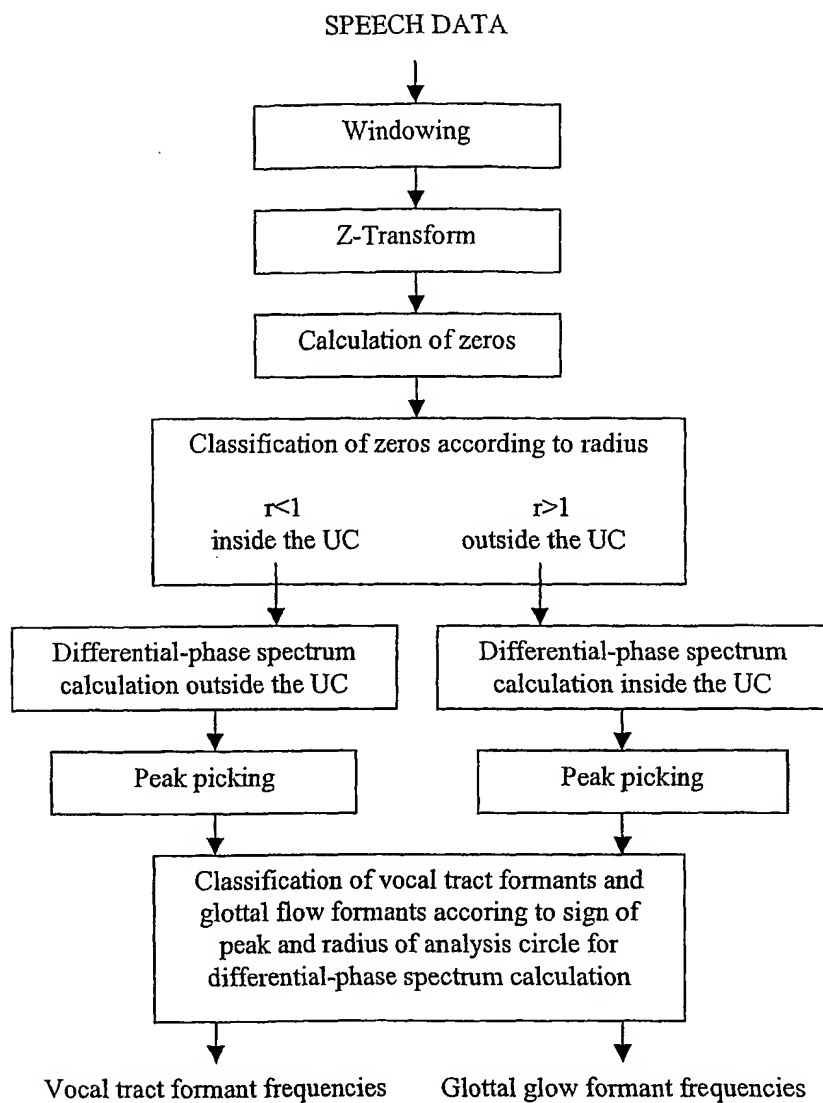 SPEECH DATA
Windowing
Z-Transform
Calculation of zeros
Classification of zeros according to radius
r<1
inside the UC
r>1
outside the UC
Differential-phase spectrum
calculation outside the UC
Differential-phase spectrum
calculation inside the UC
Peak picking
Peak picking
Classification of vocal tract formants and
glottal flow formants accoring to sign of
peak and radius of analysis circle for
differential-phase spectrum calculation
Vocal tract formant frequencies
Glottal glow formant frequencies